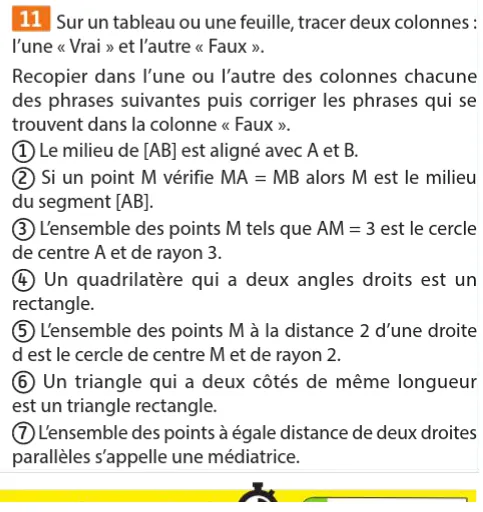 11 Sur un tableau ou une feuille, tracer deux colonnes :
l’une « Vrai » et l’autre « Faux ».
Recopier dans l’une ou l’autre des colonnes chacune
des phrases suivantes puis corriger les phrases qui se
trouvent dans la colonne « Faux ».
① Le milieu de [AB] est aligné avec A et B.
② Si un point M vérifie MA = MB alors M est le milieu
du segment [AB].
③ L’ensemble des points M tels que AM = 3 est le cercle
de centre A et de rayon 3.
④ Un quadrilatère qui a deux angles droits est un
rectangle.
⑤ L’ensemble des points M à la distance 2 d’une droite
d est le cercle de centre M et de rayon 2.
⑥ Un triangle qui a deux côtés de même longueur
est un triangle rectangle.
⑦ L’ensemble des points à égale distance de deux droites
parallèles s’appelle une médiatrice.